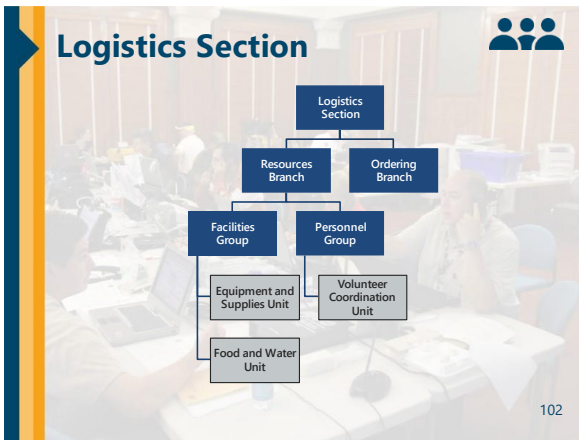 Logistics Section
Logistics
Section
Resources
Branch
Ordering
Branch
Facilities
Group
Personnel
Group
Equipment and
Supplies Unit
Volunteer
Coordination
Unit
Food and Water
Unit
102